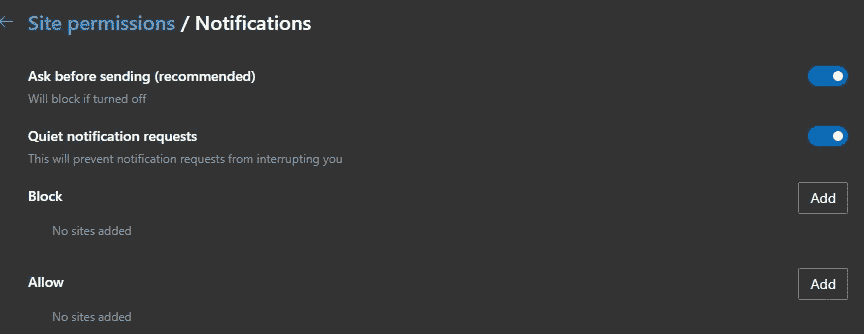 Site permissions / Notifications
Ask before sending (recommended)
Will block if turned off
Quiet notification requests
This will prevent notification requests from interrupting you
Block
Add
No sites added
Allow
Add
No sites added